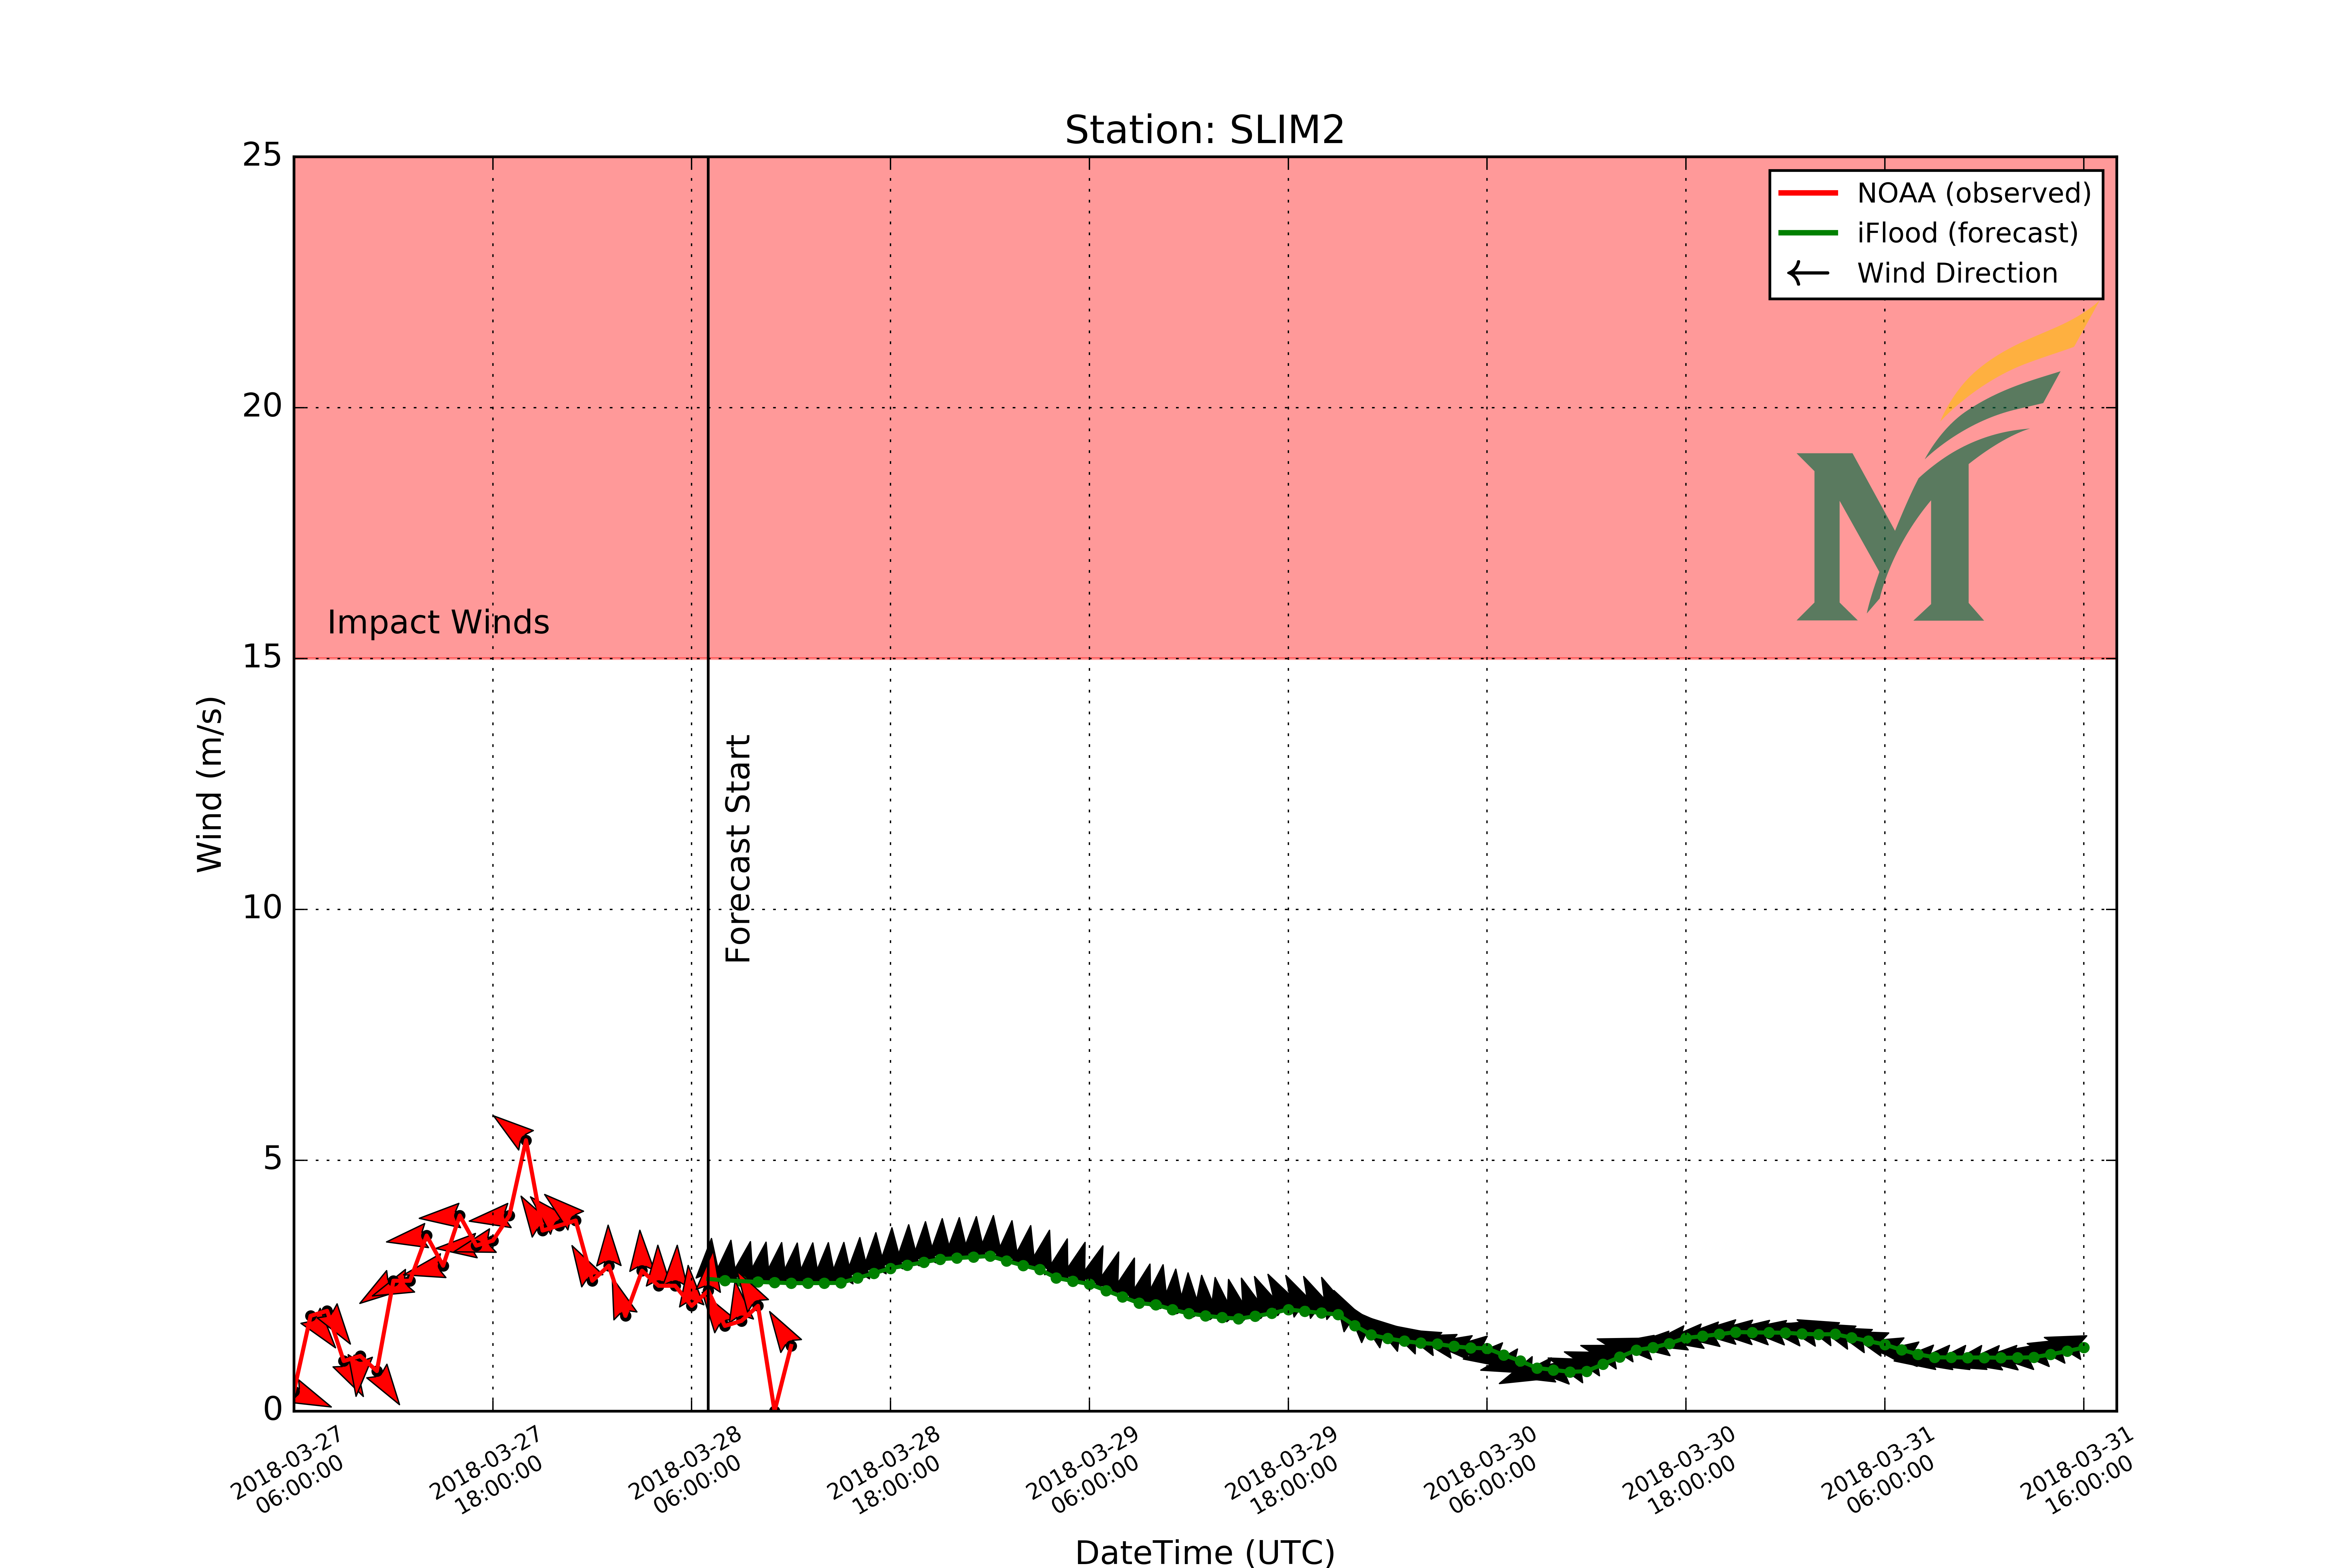 Station: SLIM2
25
20
15
10
5
0
Wind (m/s)
NOAA (observed)
iFlood (forecast)
Wind Direction
Impact Winds
Forecast Start
M
2018-03-27
06:00:00
2018-03-27
18:00:00
2018-03-28
06:00:00
2018-03-28
18:00:00
2018-03-29
06:00:00
2018-03-29
18:00:00
2018-03-30
06:00:00
2018-03-30
18:00:00
2018-03-31
06:00:00
2018-03-31
16:00:00
DateTime (UTC)